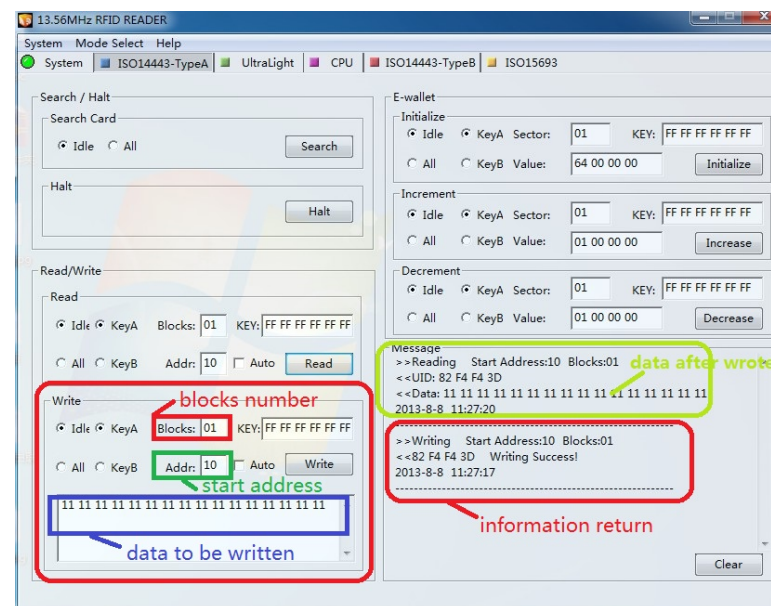 13.56MHz RFID READER
System Mode Select Help
System ISO14443-TypeA UltraLight CPU ISO14443-TypeB ISO15693
Search / Halt
Search Card
Idle All Search
Halt
Halt
Read/Write
Read
Idle KeyA Blocks: 01 KEY: FF FF FF FF FF FF
All KeyB Addr: 10 Auto Read
Write
blocks number
Idle KeyA Blocks: 01 KEY: FF FF FF FF FF FF
All KeyB Addr: 10 Auto Write
start address
11 11 11 11 11 11 11 11 11 11 11 11 11 11 11 11
data to be written
E-wallet
Initialize
Idle KeyA Sector: 01 KEY: FF FF FF FF FF FF
All KeyB Value: 64 00 00 00 Initialize
Increment
Idle KeyA Sector: 01 KEY: FF FF FF FF FF FF
All KeyB Value: 01 00 00 00 Increase
Decrement
Idle KeyA Sector: 01 KEY: FF FF FF FF FF FF
All KeyB Value: 01 00 00 00 Decrease
Message
>>Reading Start Address:10 Blocks:01
data after wrote
<<UID: 82 F4 F4 3D
<<Data: 11 11 11 11 11 11 11 11 11 11 11 11 11 11 11 11
2013-8-8 11:27:20
>>Writing Start Address:10 Blocks:01
<<82 F4 F4 3D Writing Success!
2013-8-8 11:27:17
information return
Clear